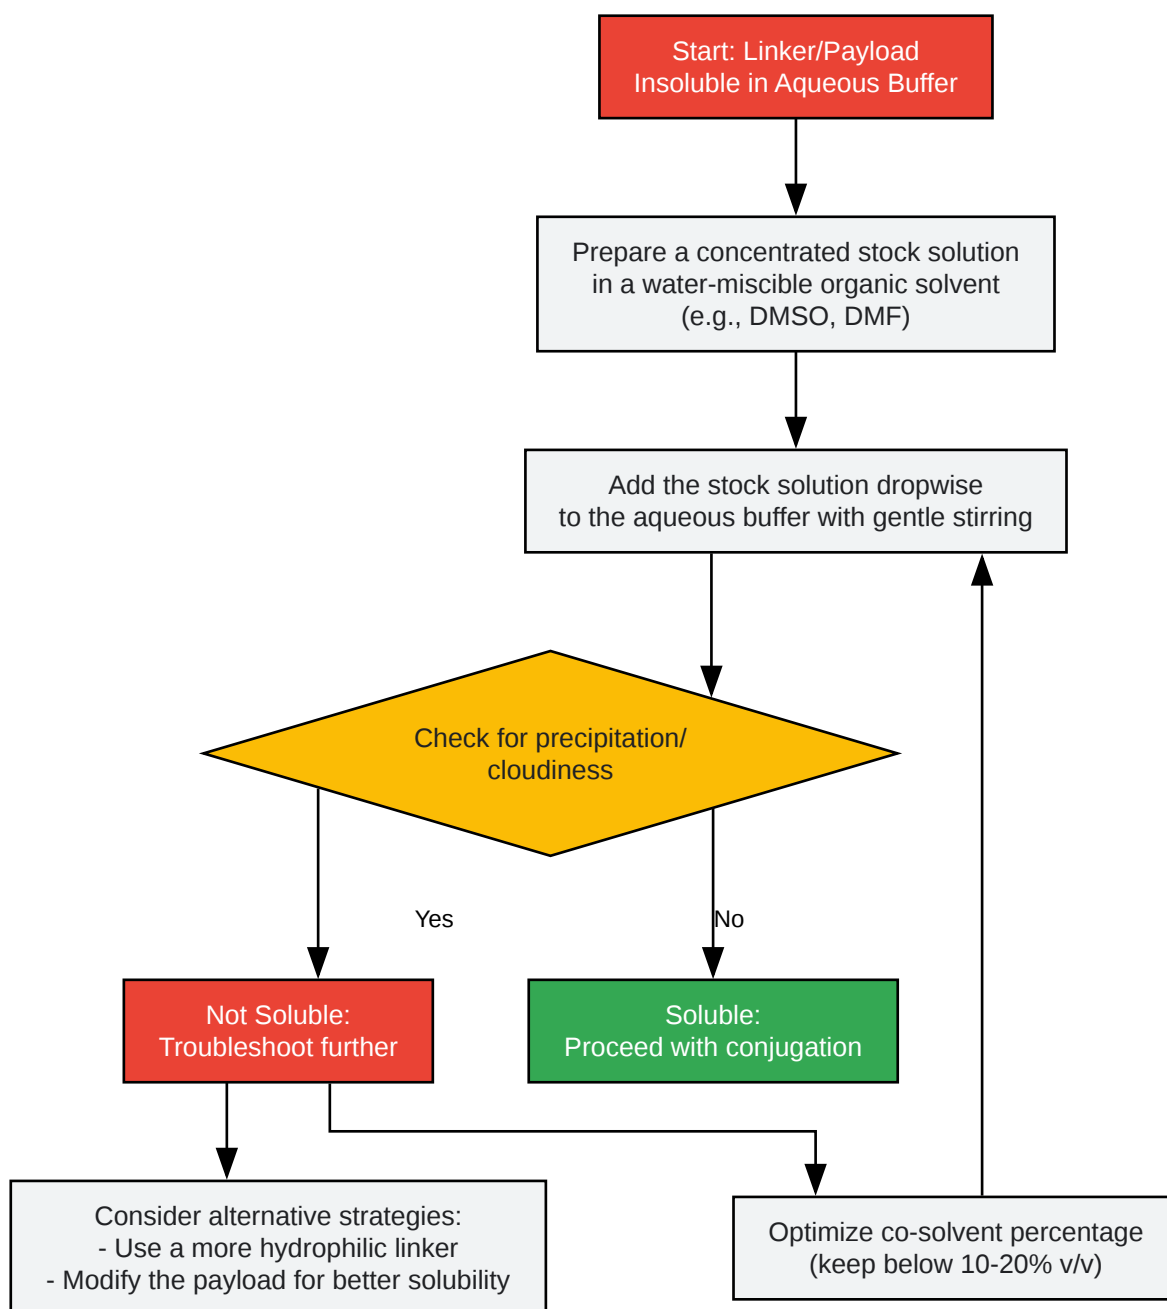 Start: Linker/Payload
Insoluble in Aqueous Buffer
Prepare a concentrated stock solution
in a water-miscible organic solvent
(e.g., DMSO, DMF)
Add the stock solution dropwise
to the aqueous buffer with gentle stirring
Check for precipitation/
cloudiness
Yes
No
Not Soluble:
Troubleshoot further
Soluble:
Proceed with conjugation
Consider alternative strategies:
- Use a more hydrophilic linker
- Modify the payload for better solubility
Optimize co-solvent percentage
(keep below 10-20% v/v)